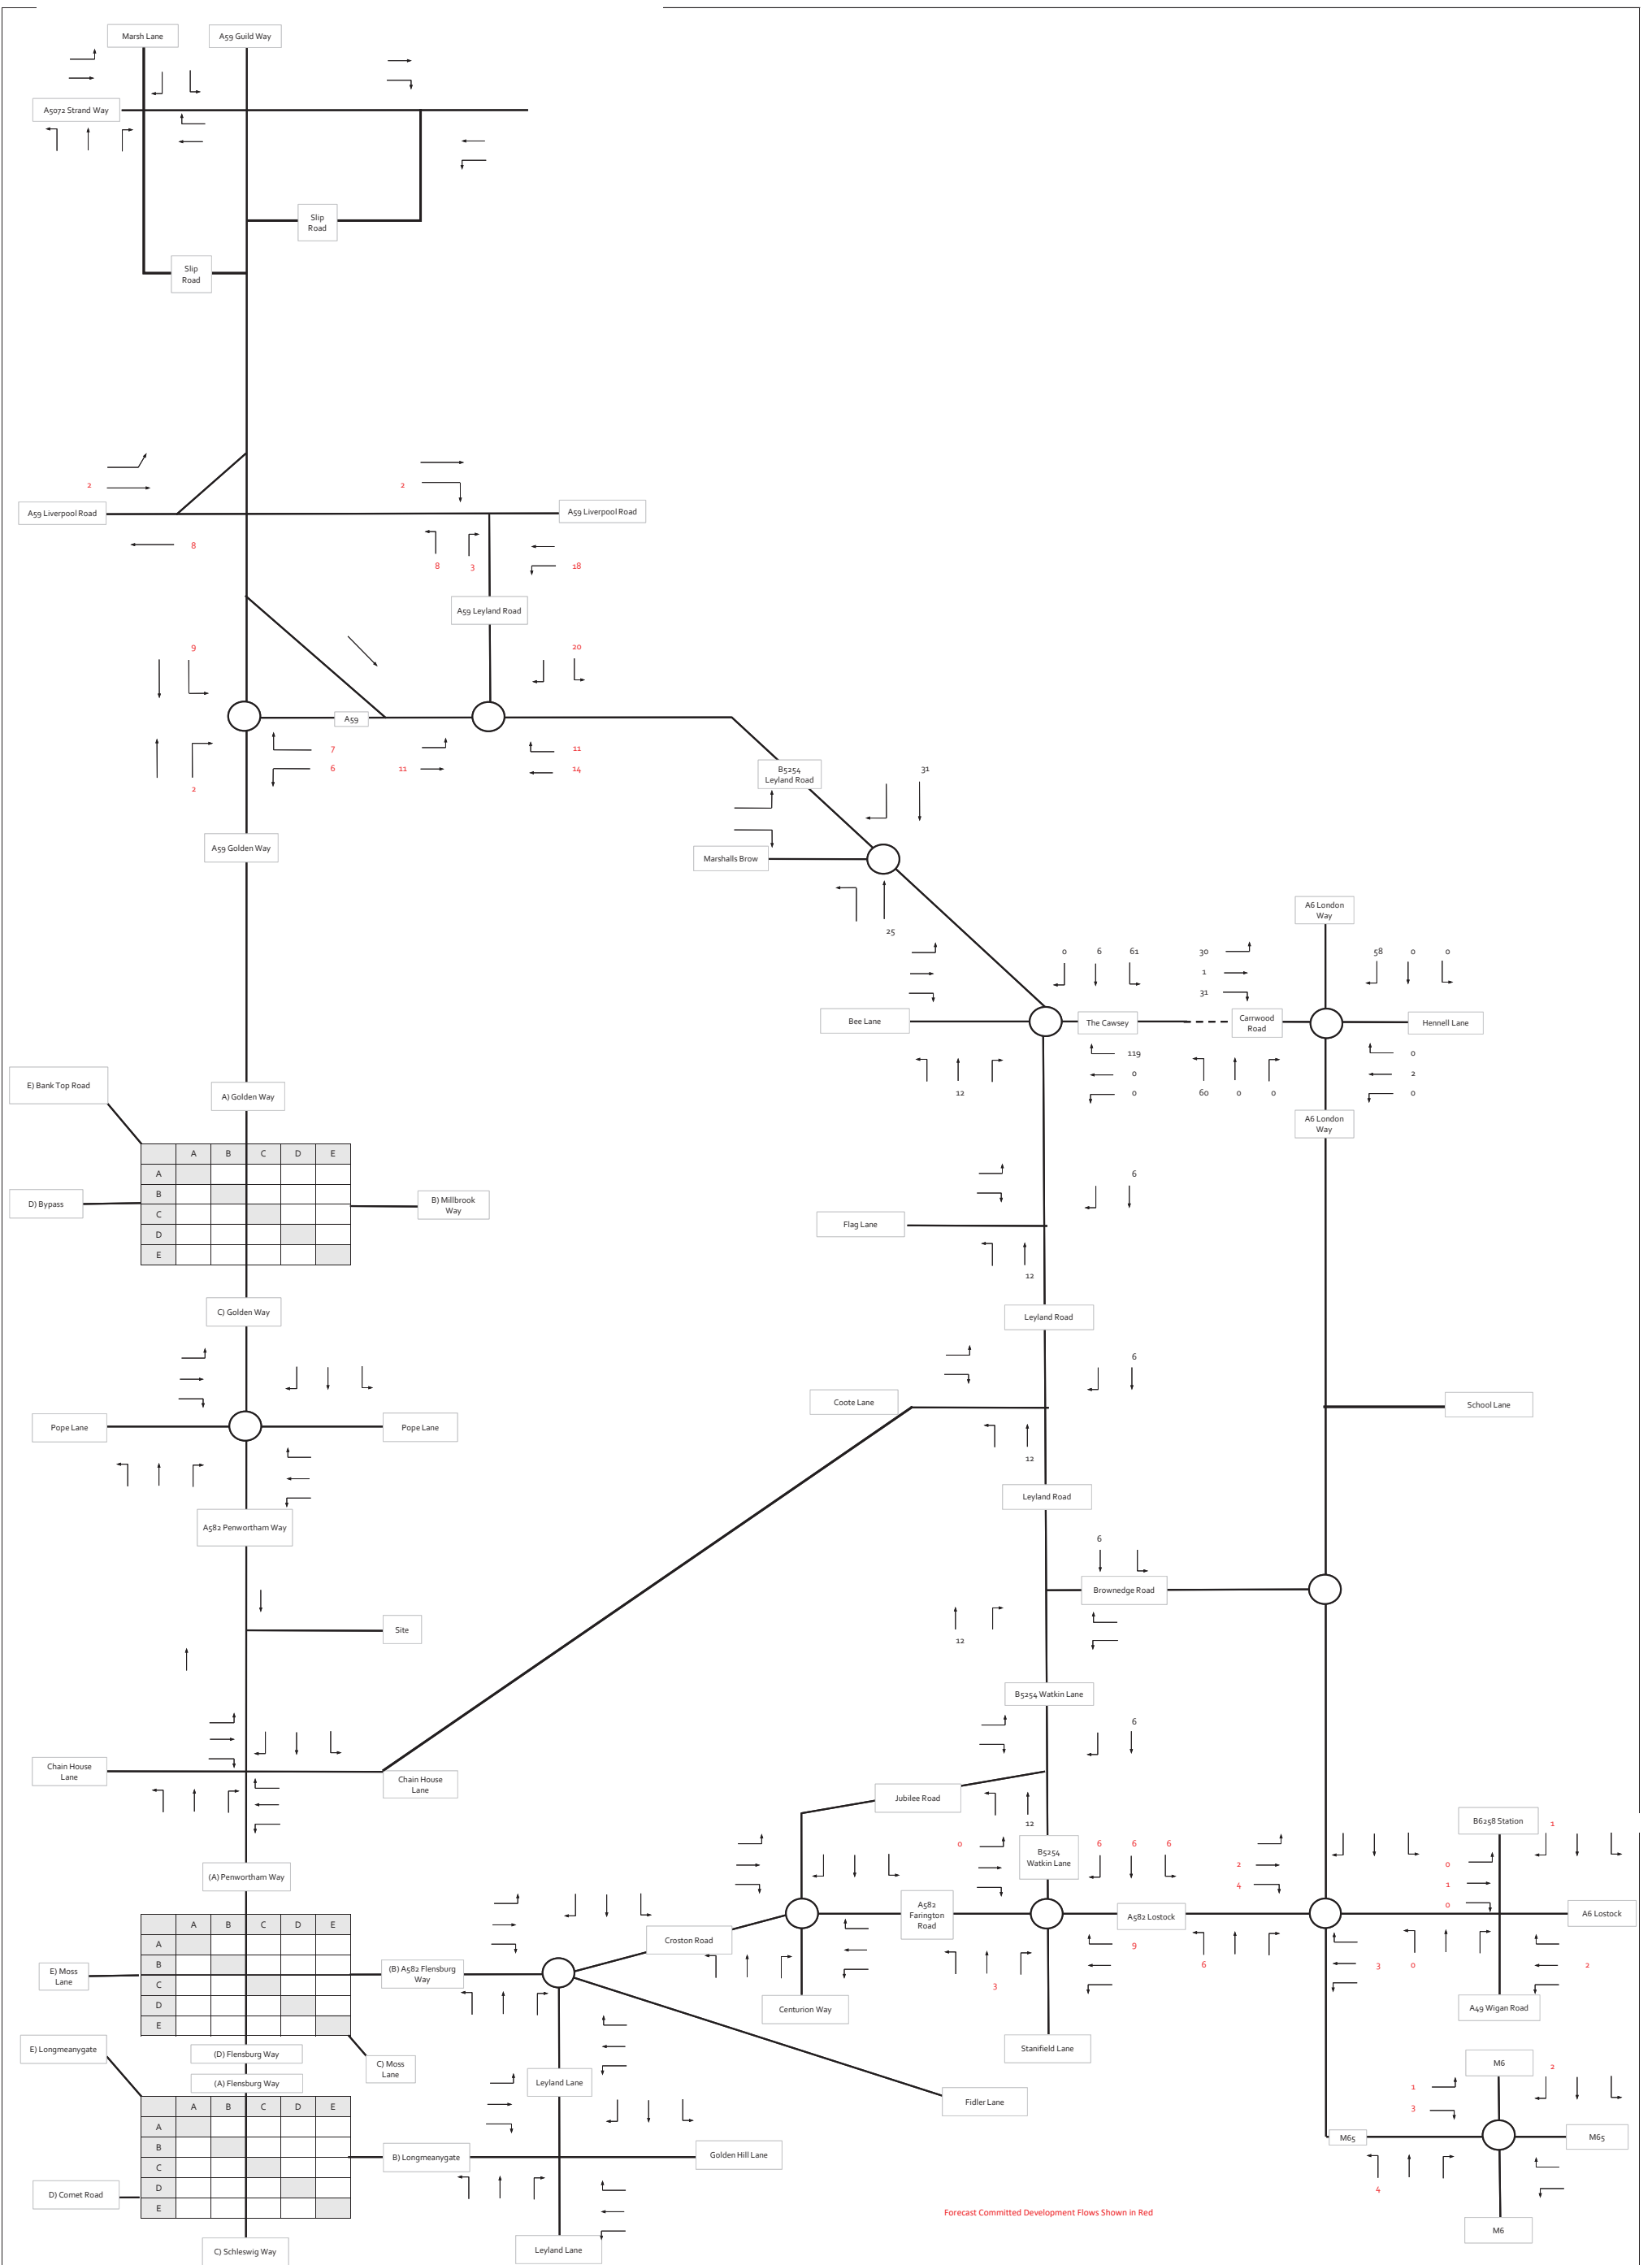 Marsh Lane
A59 Guild Way
A5072 Strand Way
Slip
Road
Slip
Road
2
2
A59 Liverpool Road
A59 Liverpool Road
8
8
3
18
A59 Leyland Road
9
20
A59
7
6
11
11
14
2
B5254
Leyland Road
31
A59 Golden Way
Marshalls Brow
25
A6 London
Way
0
6
61
30
1
31
58
0
0
Bee Lane
The Cawsey
Carrwood
Road
Hennell Lane
119
0
0
0
2
0
12
60
0
0
E) Bank Top Road
A) Golden Way
A6 London
Way
A B C D E
A
B
C
D
E
D) Bypass
B) Millbrook
Way
6
Flag Lane
12
C) Golden Way
Leyland Road
6
Pope Lane
Pope Lane
Coote Lane
School Lane
12
A582 Penwortham Way
Leyland Road
6
Brownedge Road
Site
12
B5254 Watkin Lane
6
Chain House
Lane
Chain House
Lane
Jubilee Road
12
B6258 Station
1
(A) Penwortham Way
0
B5254
Watkin Lane
6
6
6
2
4
0
1
0
A B C D E
A
B
C
D
E
A582
Farington
Road
A582 Lostock
A6 Lostock
Croston Road
9
6
3
0
2
3
E) Moss
Lane
(B) A582 Flensburg
Way
Centurion Way
A49 Wigan Road
E) Longmeanygate
(D) Flensburg Way
C) Moss
Lane
Stanifield Lane
(A) Flensburg Way
Leyland Lane
Fidler Lane
M6
2
1
3
A B C D E
A
B
C
D
E
M65
M65
B) Longmeanygate
Golden Hill Lane
4
D) Comet Road
Forecast Committed Development Flows Shown in Red
M6
C) Schleswig Way
Leyland Lane